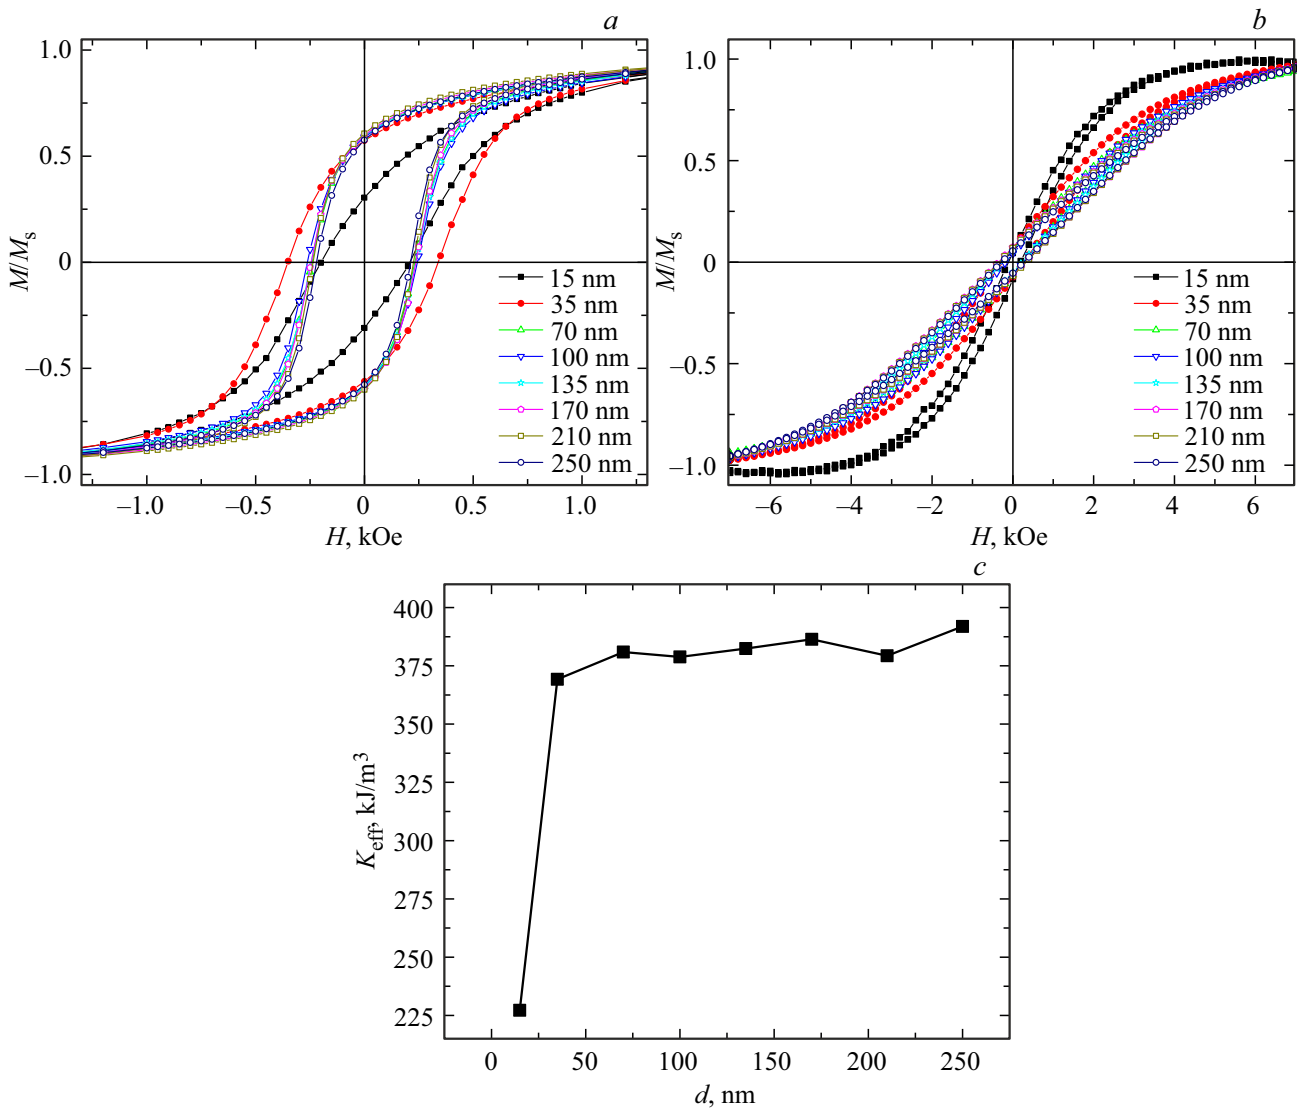 a
1.0
0.5
0
–0.5
–1.0
M/Ms
–1.0
–0.5
0
0.5
1.0
H, kOe
15 nm
35 nm
70 nm
100 nm
135 nm
170 nm
210 nm
250 nm
b
1.0
0.5
0
–0.5
–1.0
M/Ms
–6
–4
–2
0
2
4
6
H, kOe
15 nm
35 nm
70 nm
100 nm
135 nm
170 nm
210 nm
250 nm
c
400
375
350
325
300
275
250
225
Keff, kJ/m³
0
50
100
150
200
250
d, nm